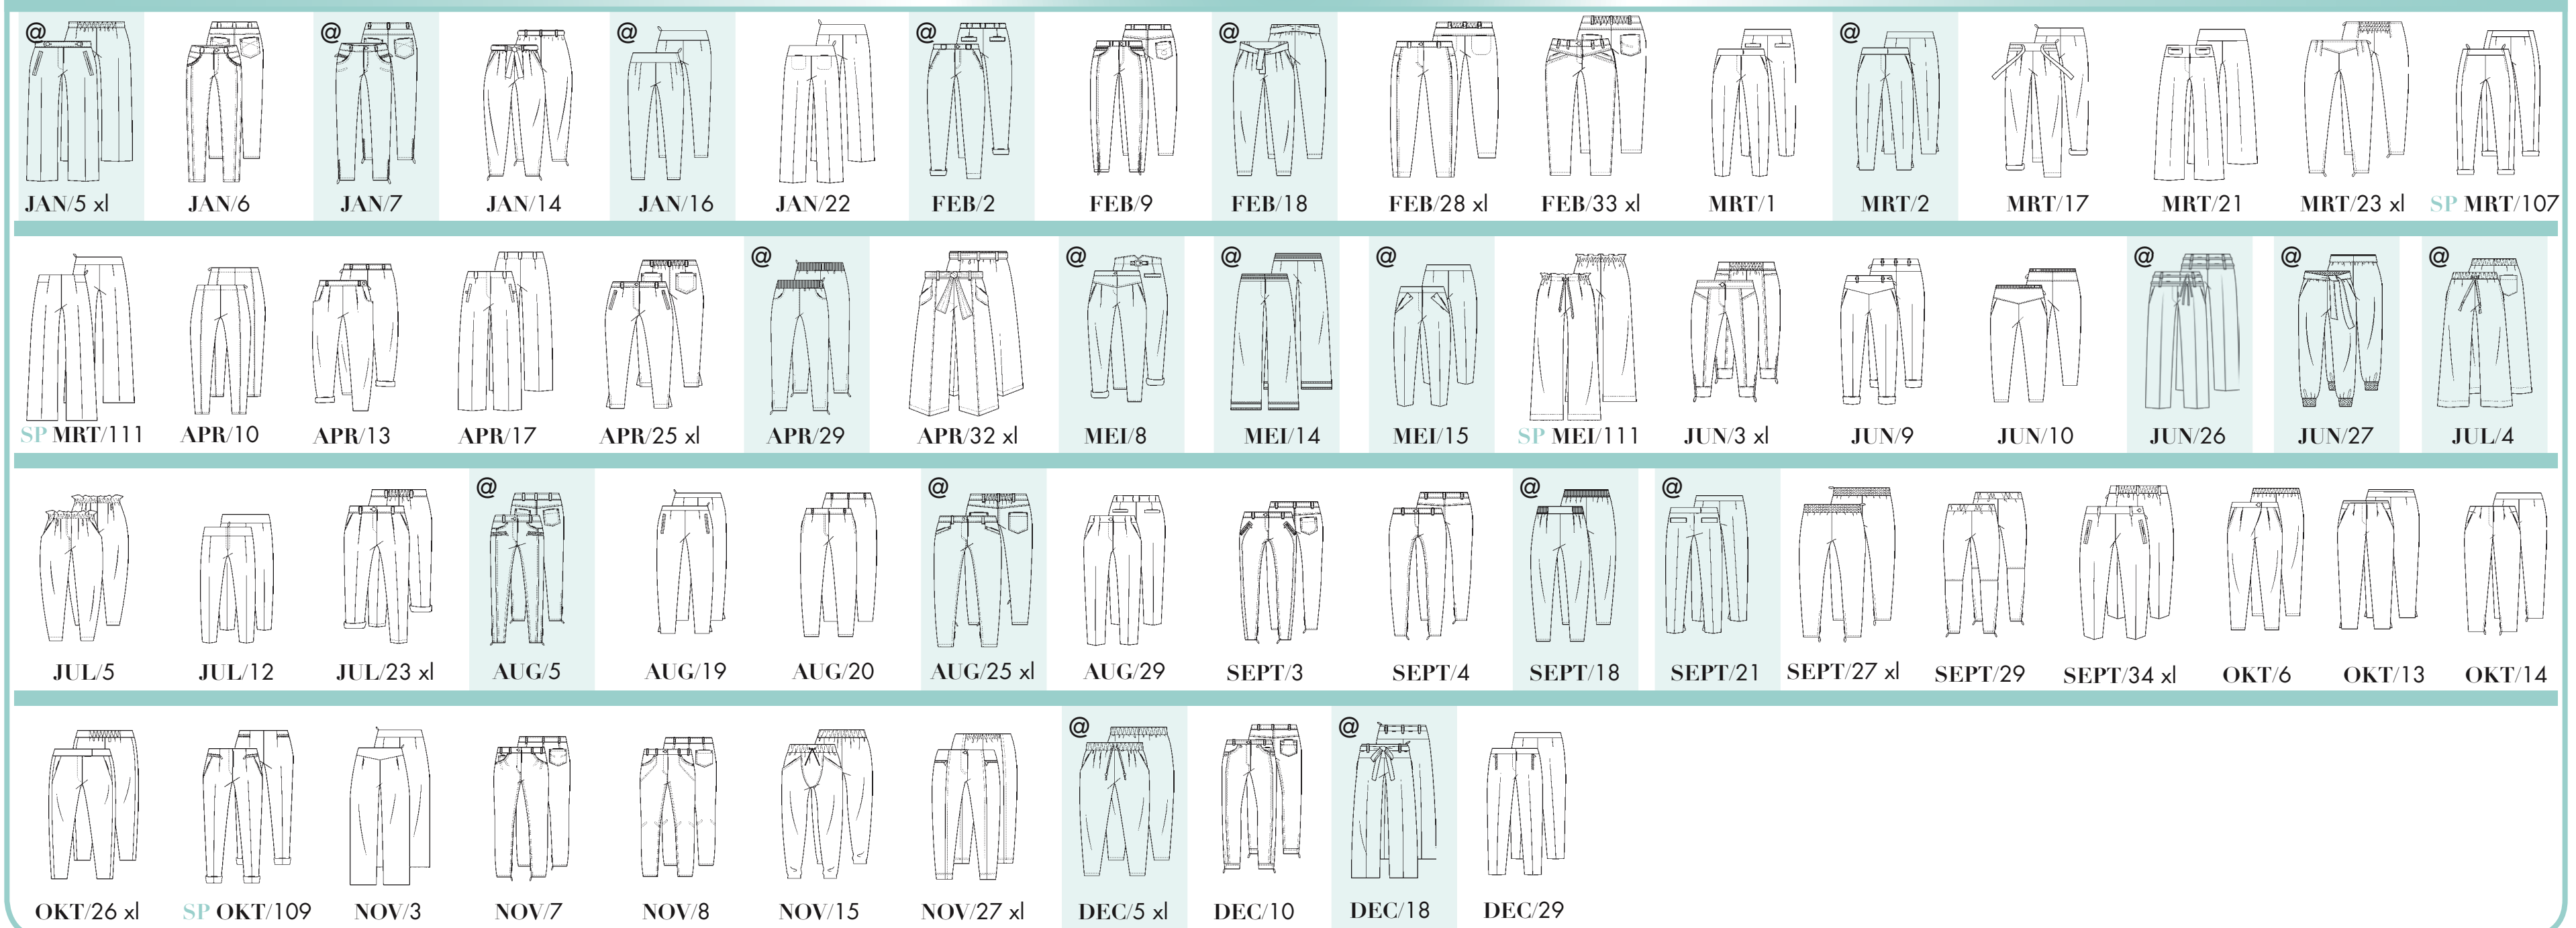 @ @ @ @ @ @
JAN/5 xl JAN/6 JAN/7 JAN/14 JAN/16 JAN/22 FEB/2 FEB/9 FEB/18 FEB/28 xl FEB/33 xl MRT/1 MRT/2 MRT/17 MRT/21 MRT/23 xl SP MRT/107
@ @ @ @ @ @ @
SP MRT/111 APR/10 APR/13 APR/17 APR/25 xl APR/29 APR/32 xl MEI/8 MEI/14 MEI/15 SP MEI/111 JUN/3 xl JUN/9 JUN/10 JUN/26 JUN/27 JUL/4
@ @ @ @
JUL/5 JUL/12 JUL/23 xl AUG/5 AUG/19 AUG/20 AUG/25 xl AUG/29 SEPT/3 SEPT/4 SEPT/18 SEPT/21 SEPT/27 xl SEPT/29 SEPT/34 xl OKT/6 OKT/13 OKT/14
@ @
OKT/26 xl SP OKT/109 NOV/3 NOV/7 NOV/8 NOV/15 NOV/27 xl DEC/5 xl DEC/10 DEC/18 DEC/29